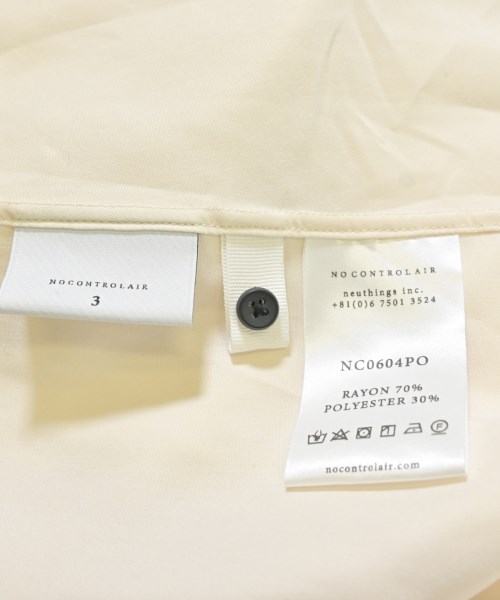 NOCONTROLAIR
3
NOCONTROLAIR
neuthings inc.
+81(0)6 7501 3524
NC0604PO
RAYON 70%
POLYESTER 30%
nocontrolair.com